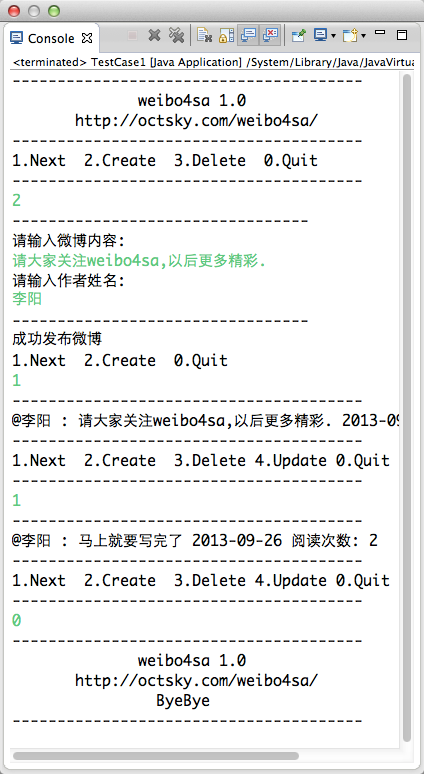 Console
<terminated> TestCase1 [Java Application] /System/Library/Java/JavaVirtua
----------------------------------------
weibo4sa 1.0
http://octsky.com/weibo4sa/
----------------------------------------
1.Next  2.Create  3.Delete  0.Quit
----------------------------------------
2
----------------------------------
请输入微博内容:
请大家关注weibo4sa,以后更多精彩.
请输入作者姓名:
李阳
----------------------------------
成功发布微博
1.Next  2.Create  0.Quit
1
----------------------------------------
@李阳 : 请大家关注weibo4sa,以后更多精彩. 2013-09
----------------------------------------
1.Next  2.Create  3.Delete 4.Update 0.Quit
----------------------------------------
1
----------------------------------------
@李阳 : 马上就要写完了 2013-09-26 阅读次数: 2
----------------------------------------
1.Next  2.Create  3.Delete 4.Update 0.Quit
----------------------------------------
0
----------------------------------------
weibo4sa 1.0
http://octsky.com/weibo4sa/
ByeBye
----------------------------------------